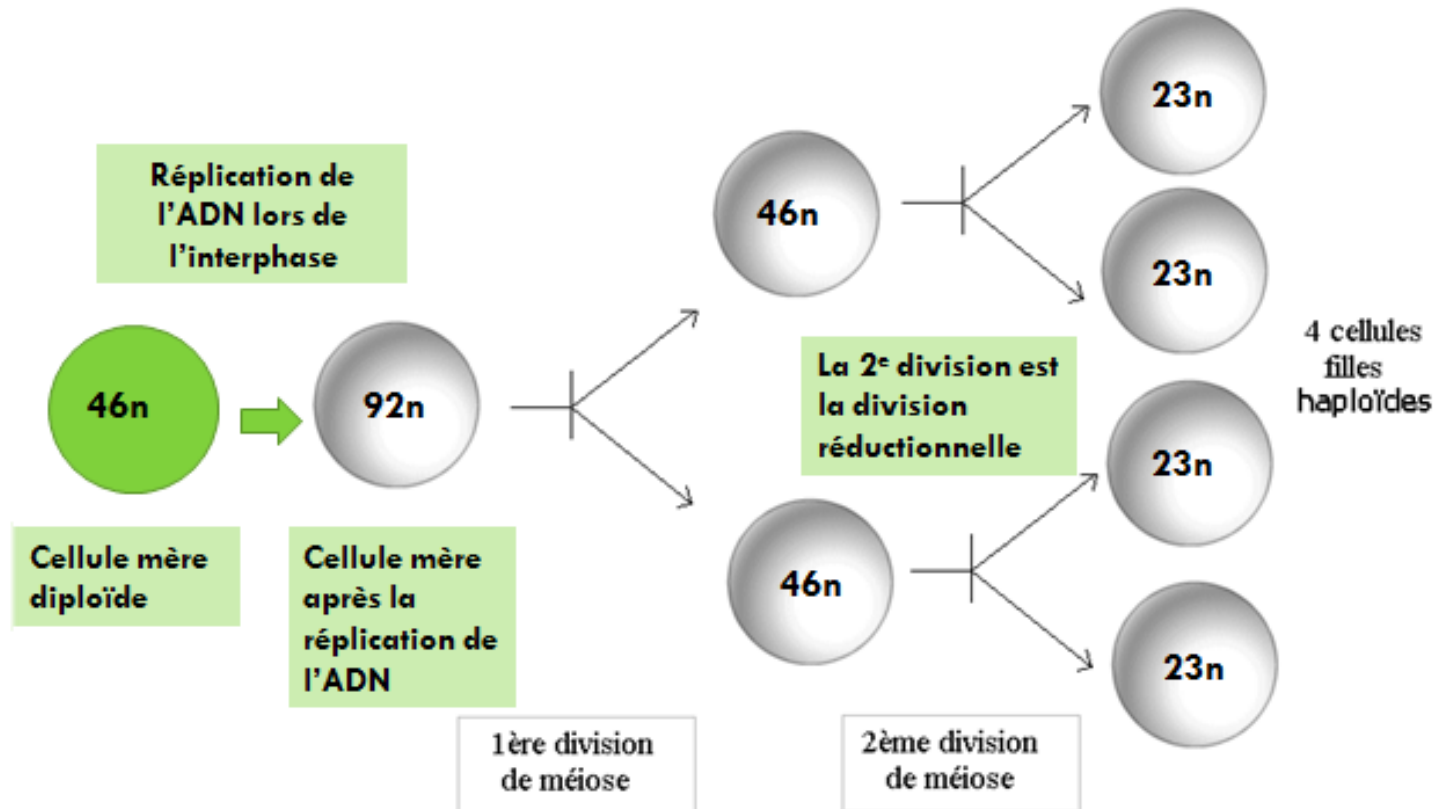 Réplication de
l'ADN lors de
l'interphase
46n
92n
Cellule mère
diploïde
Cellule mère
après la
réplication de
l'ADN
1ère division
de méiose
46n
46n
La 2e division est
la division
réductionnelle
2ème division
de méiose
23n
23n
23n
23n
4 cellules
filles
haploïdes